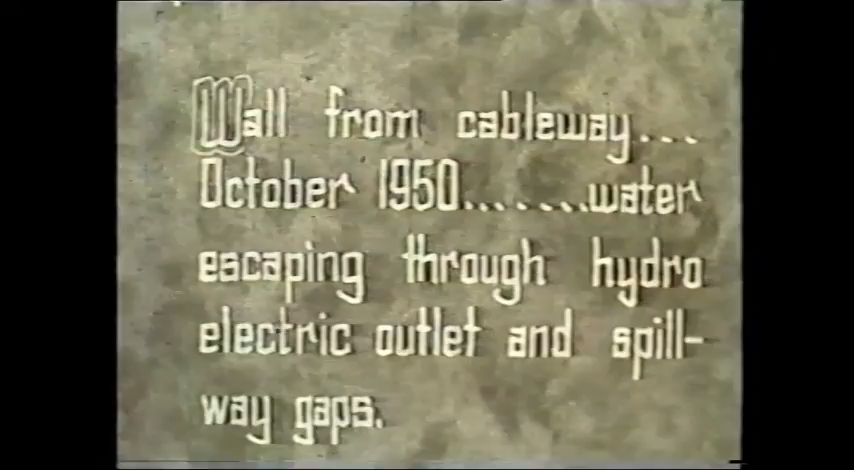 Wall from cableway...
October 1950.......water
escaping through hydro
electric outlet and spill-
way gaps.